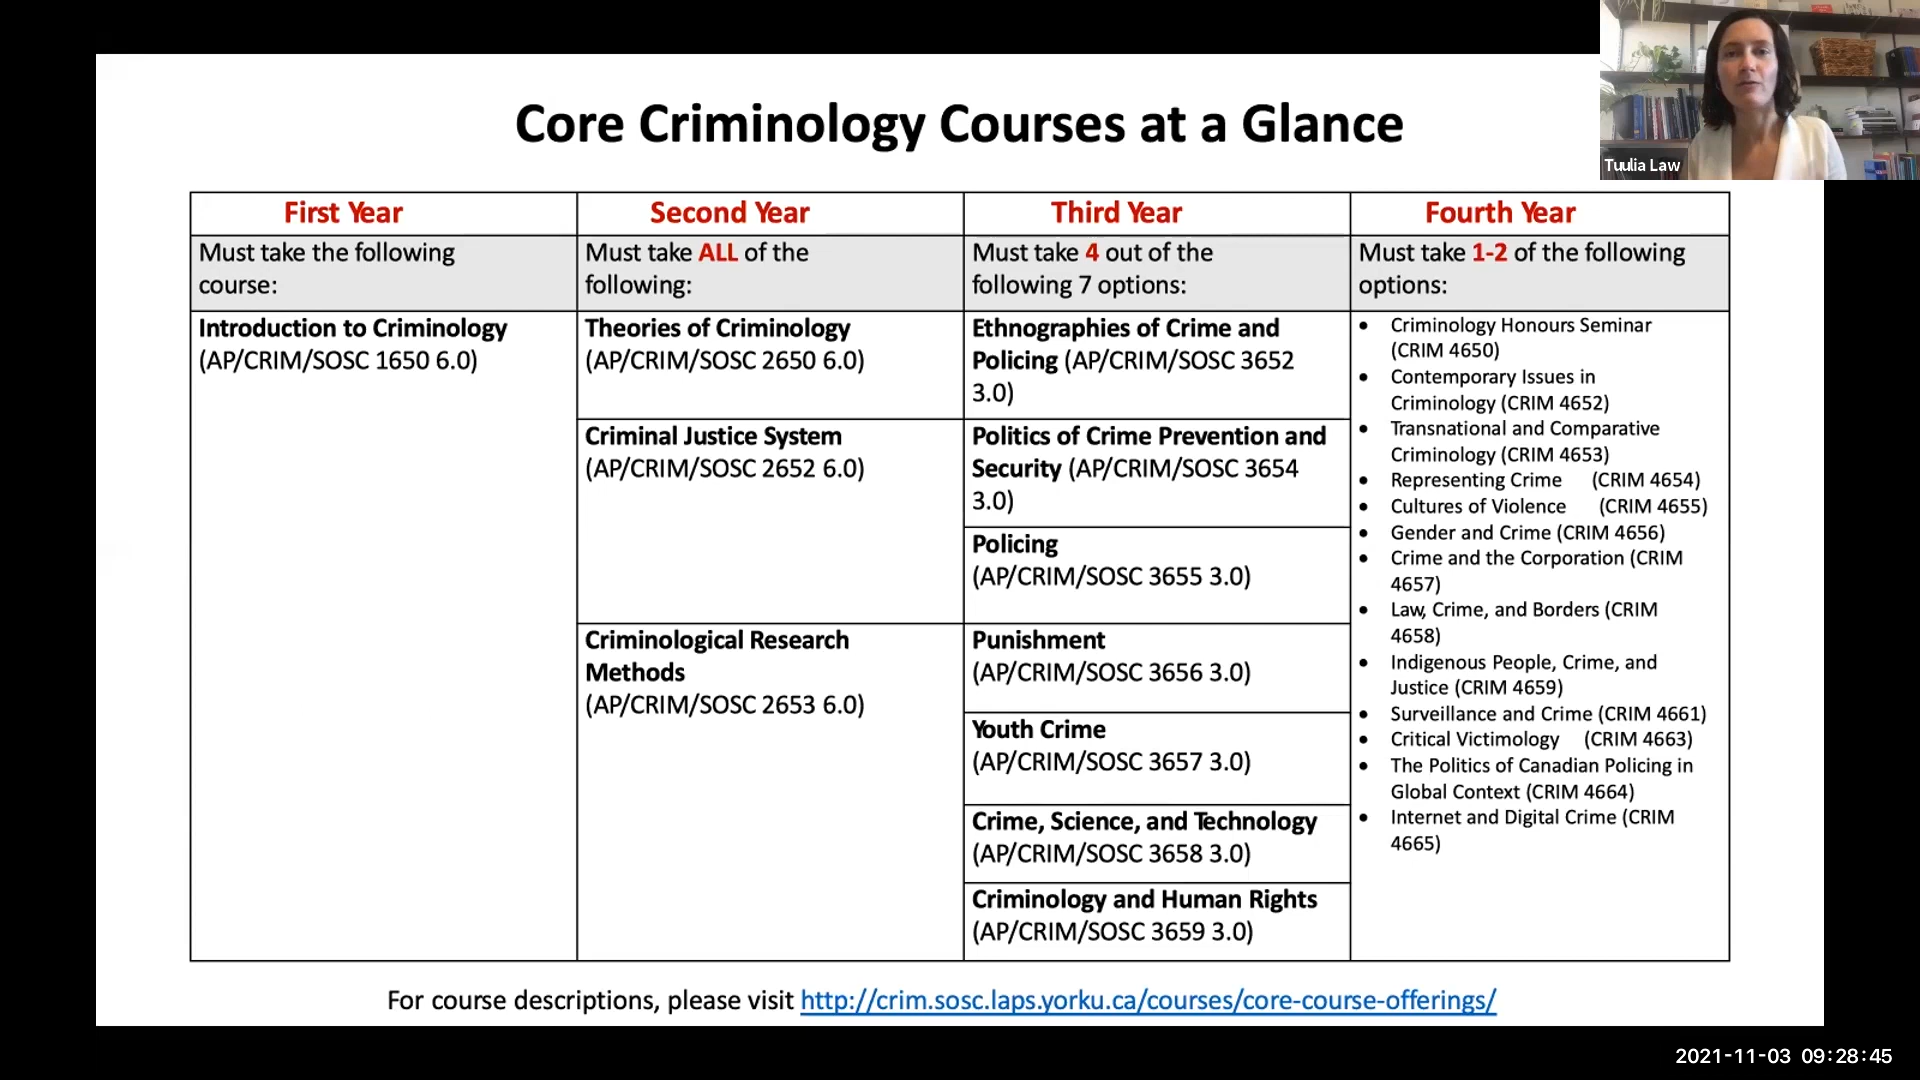 Core Criminology Courses at a Glance
Tuulia Law
First Year
Second Year
Third Year
Fourth Year
Must take the following
course:
Must take ALL of the
following:
Must take 4 out of the
following 7 options:
Must take 1-2 of the following
options:
Introduction to Criminology
(AP/CRIM/SOSC 1650 6.0)
Theories of Criminology
(AP/CRIM/SOSC 2650 6.0)
Criminal Justice System
(AP/CRIM/SOSC 2652 6.0)
Criminological Research
Methods
(AP/CRIM/SOSC 2653 6.0)
Ethnographies of Crime and
Policing (AP/CRIM/SOSC 3652
3.0)
Politics of Crime Prevention and
Security (AP/CRIM/SOSC 3654
3.0)
Policing
(AP/CRIM/SOSC 3655 3.0)
Punishment
(AP/CRIM/SOSC 3656 3.0)
Youth Crime
(AP/CRIM/SOSC 3657 3.0)
Crime, Science, and Technology
(AP/CRIM/SOSC 3658 3.0)
Criminology and Human Rights
(AP/CRIM/SOSC 3659 3.0)
• Criminology Honours Seminar
(CRIM 4650)
• Contemporary Issues in
Criminology (CRIM 4652)
• Transnational and Comparative
Criminology (CRIM 4653)
• Representing Crime (CRIM 4654)
• Cultures of Violence (CRIM 4655)
• Gender and Crime (CRIM 4656)
• Crime and the Corporation (CRIM
4657)
• Law, Crime, and Borders (CRIM
4658)
• Indigenous People, Crime, and
Justice (CRIM 4659)
• Surveillance and Crime (CRIM 4661)
• Critical Victimology (CRIM 4663)
• The Politics of Canadian Policing in
Global Context (CRIM 4664)
• Internet and Digital Crime (CRIM
4665)
For course descriptions, please visit http://crim.sosc.laps.yorku.ca/courses/core-course-offerings/
2021-11-03 09:28:45